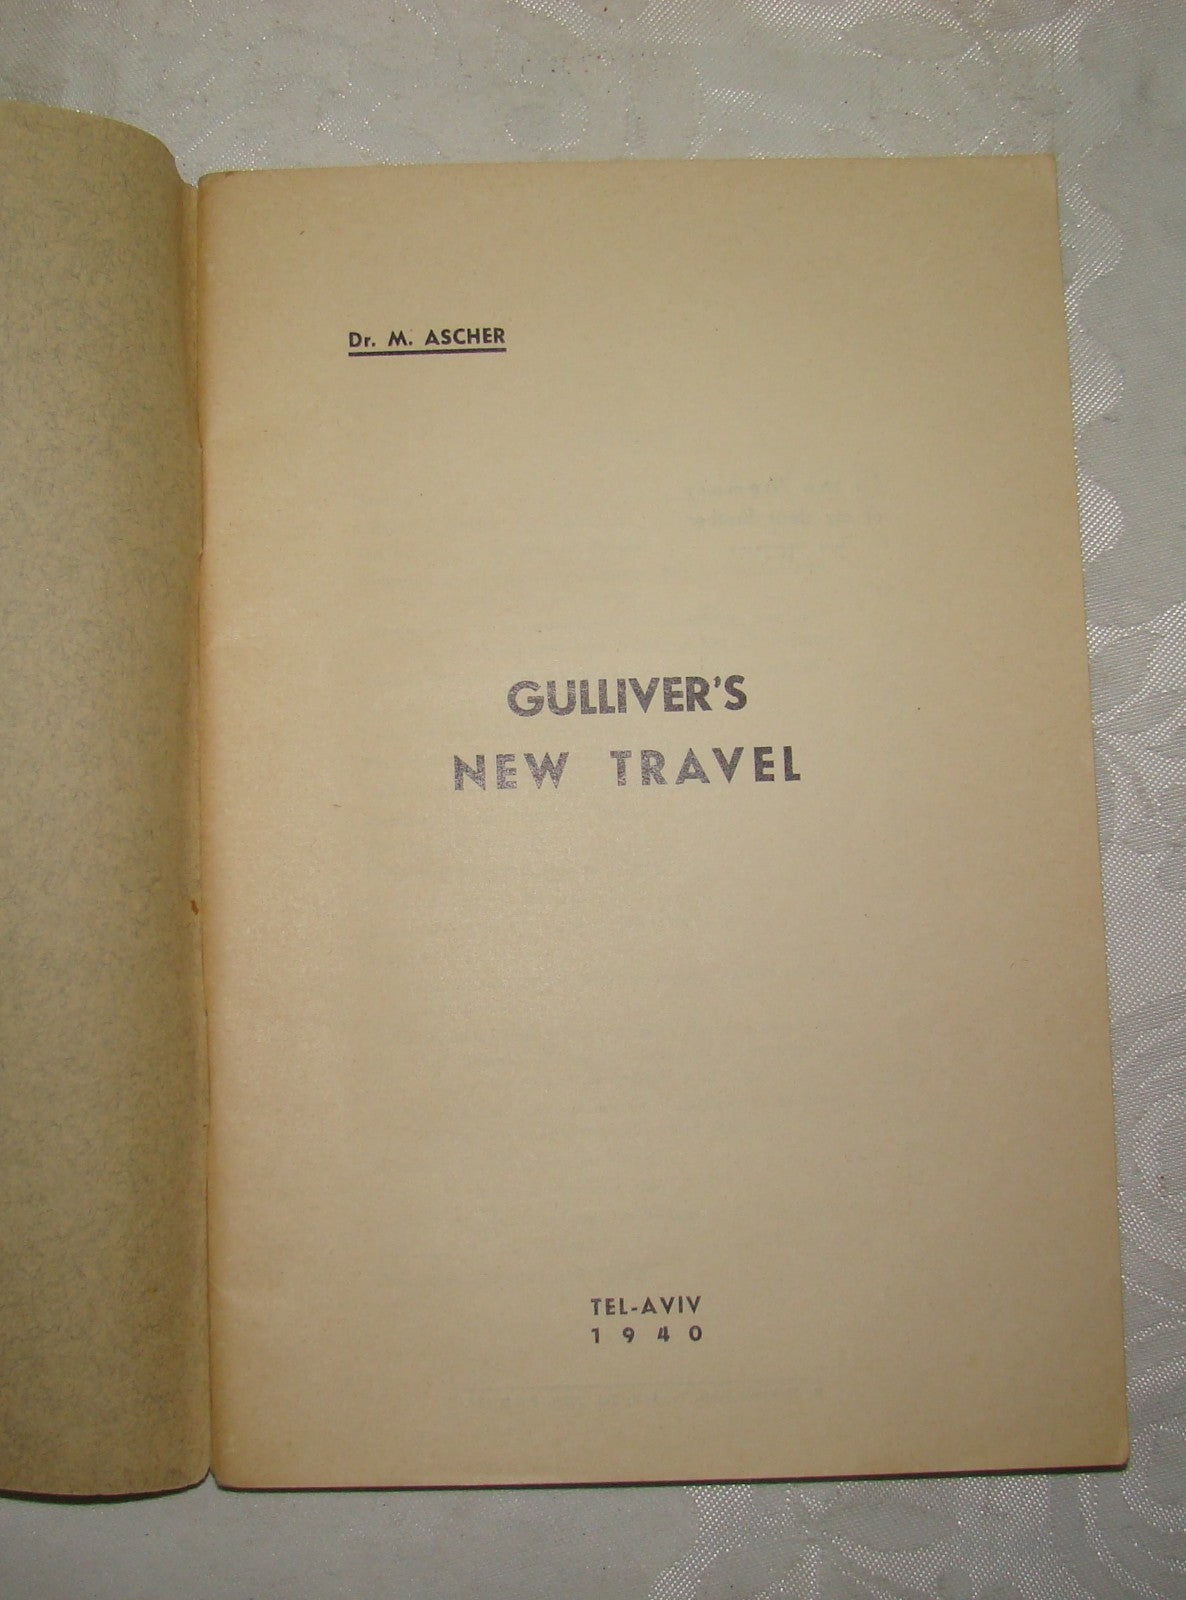 Dr. M. ASCHER
GULLIVER'S
NEW TRAVEL
TEL-AVIV
1940